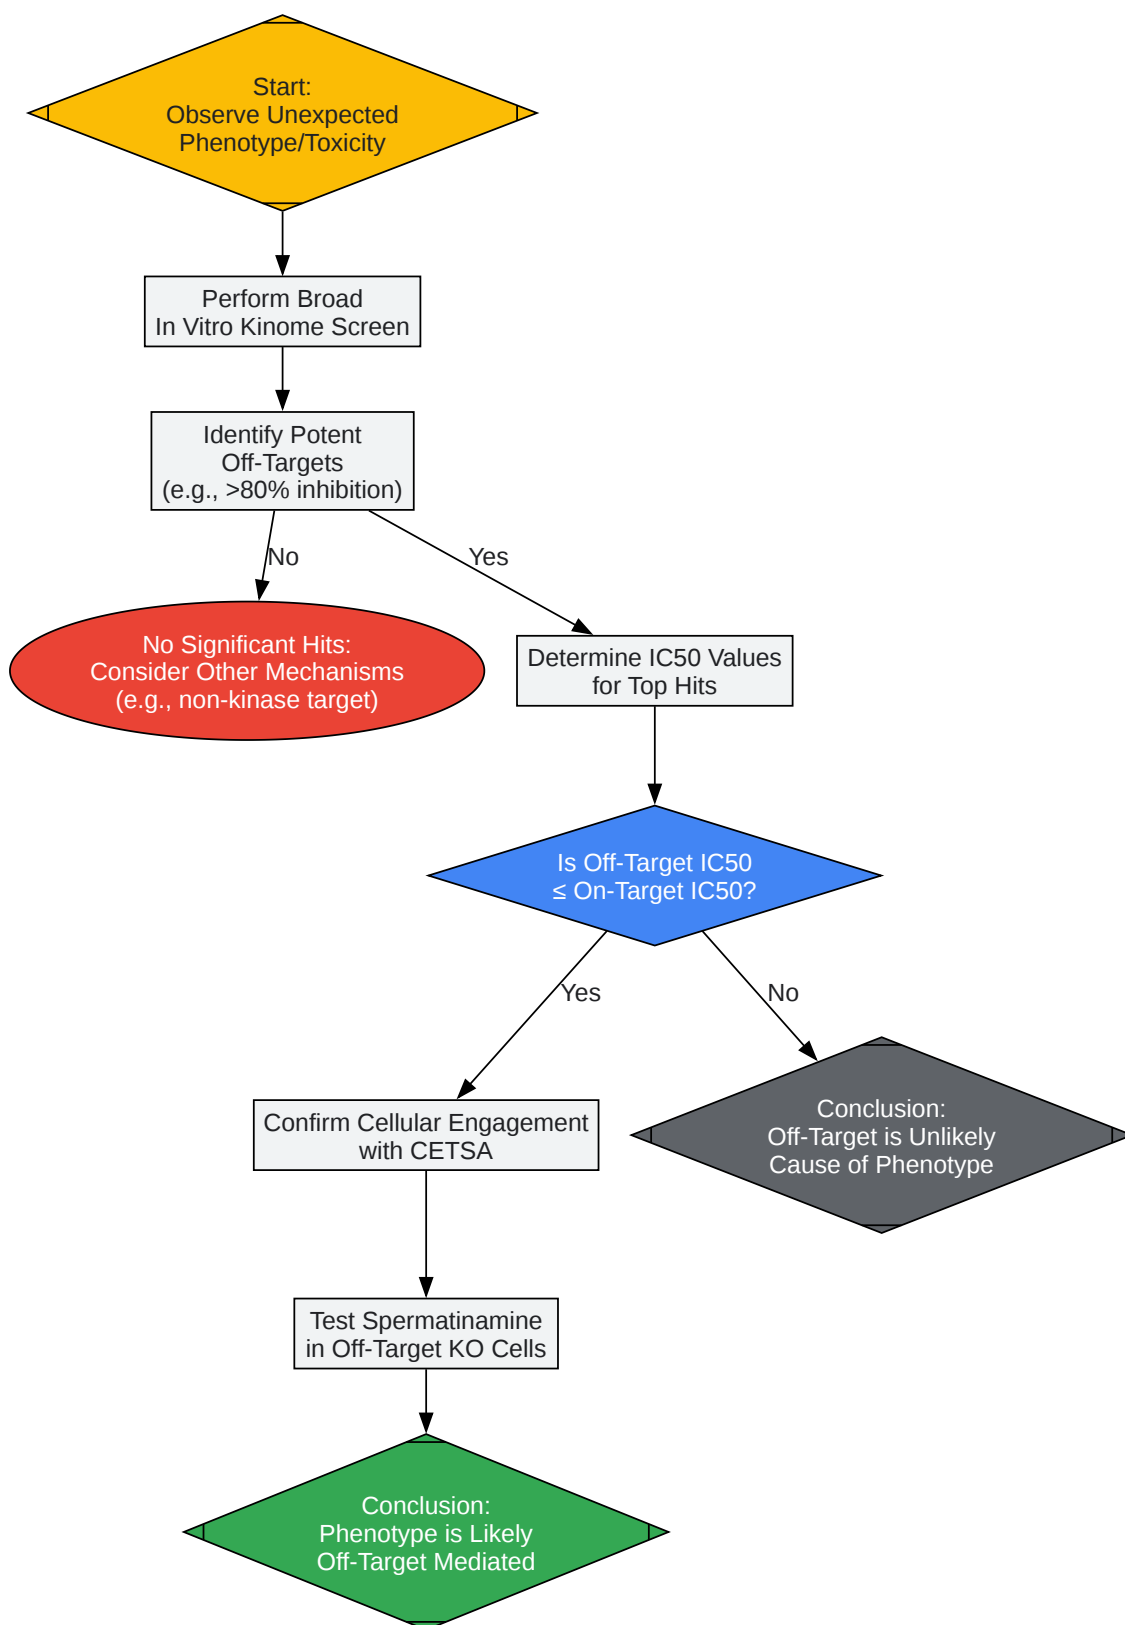 Start:
Observe Unexpected
Phenotype/Toxicity
Perform Broad
In Vitro Kinome Screen
Identify Potent
Off-Targets
(e.g., >80% inhibition)
No
Yes
No Significant Hits:
Consider Other Mechanisms
(e.g., non-kinase target)
Determine IC50 Values
for Top Hits
Is Off-Target IC50
≤ On-Target IC50?
Yes
No
Confirm Cellular Engagement
with CETSA
Conclusion:
Off-Target is Unlikely
Cause of Phenotype
Test Spermatinamine
in Off-Target KO Cells
Conclusion:
Phenotype is Likely
Off-Target Mediated